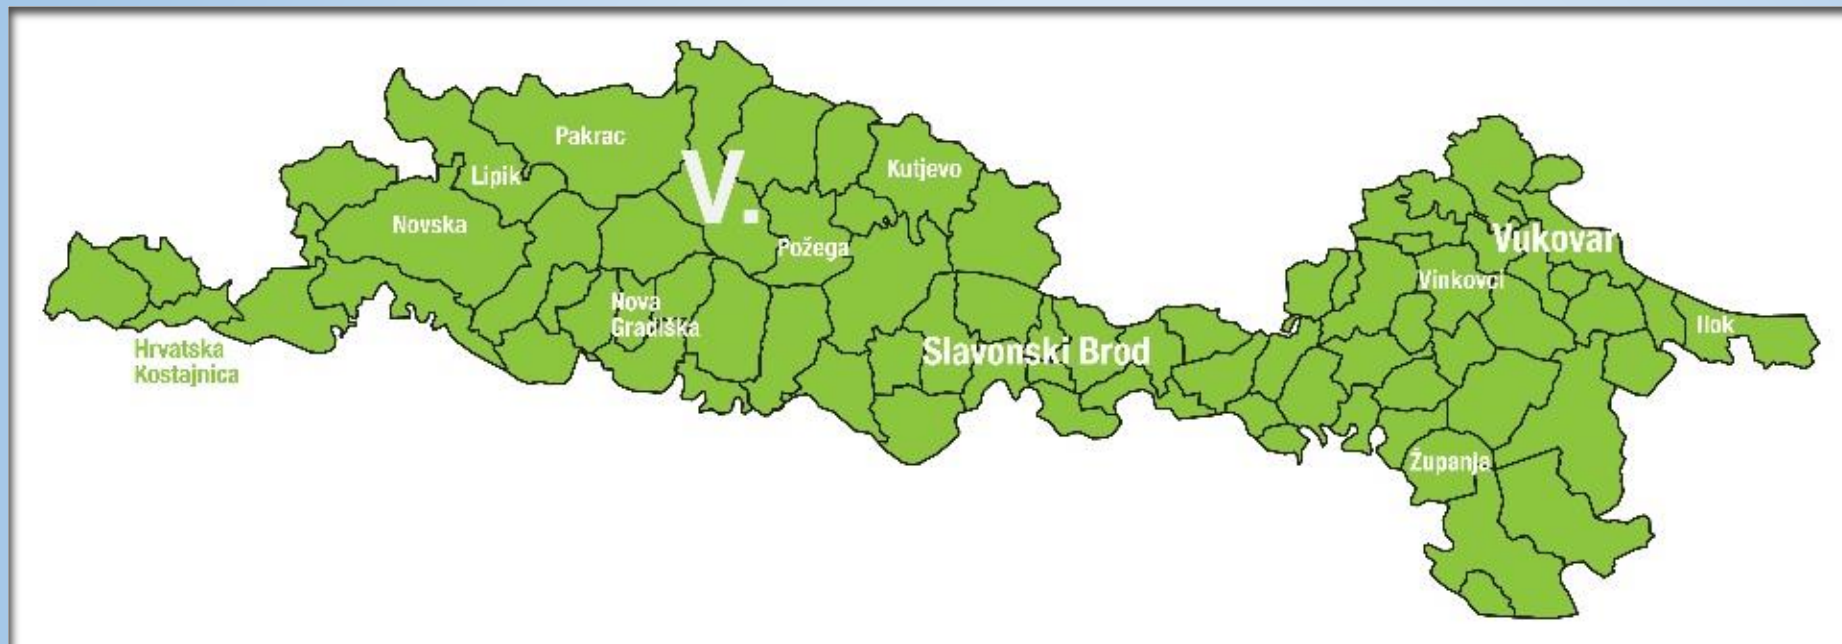 Pakrac
V.
Kutjevo
Lipik
Novska
Požega
Vukovar
Vinkovci
Nova
Gradiška
Ilok
Hrvatska
Kostajnica
Slavonski Brod
Županja